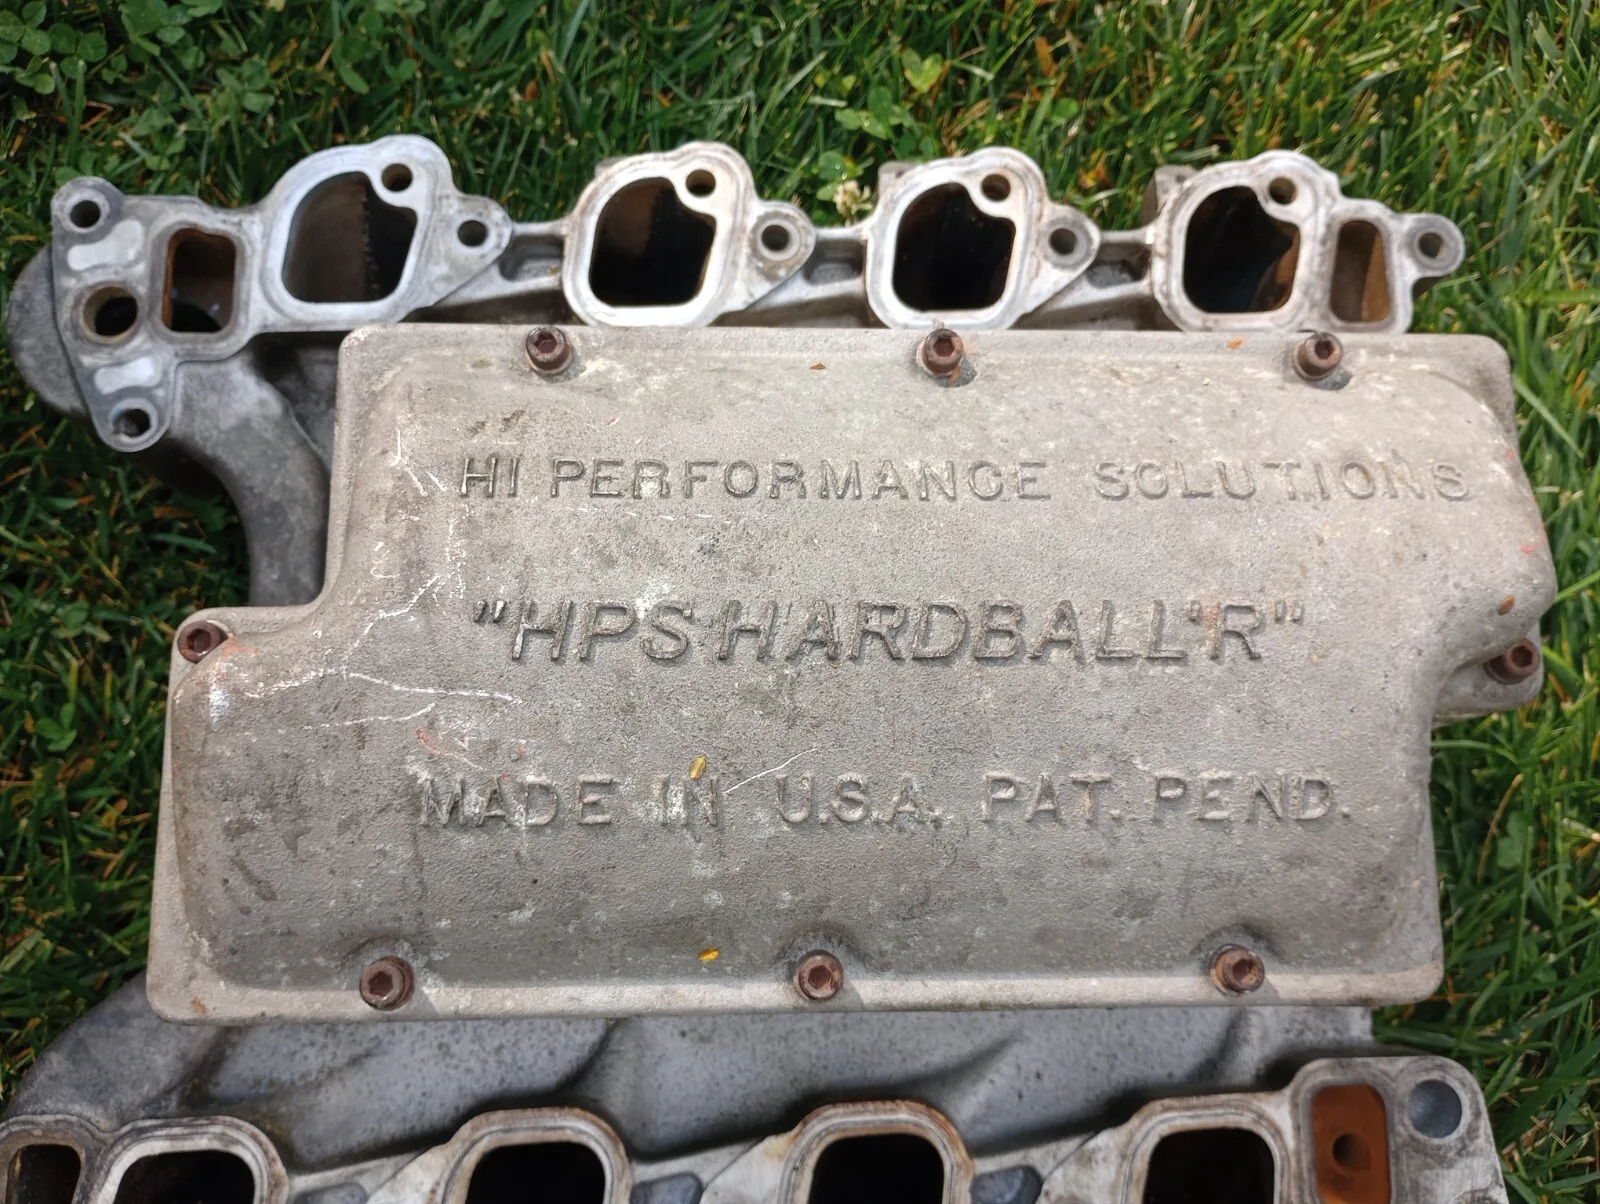 HI PERFORMANCE SOLUTIONS
"HPS HARDBALL'R"
MADE IN U.S.A. PAT. PEND.